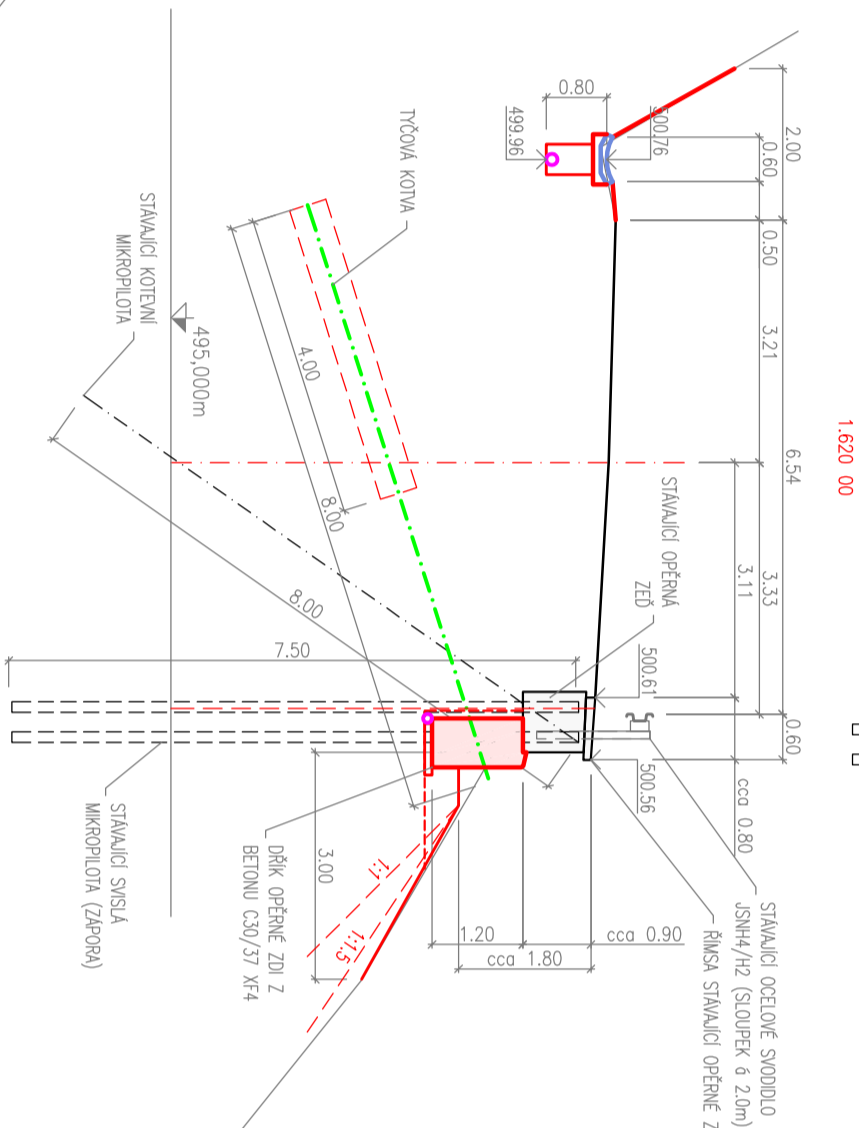 1.620 00
2.00
6.54
0.60
0.50
3.21
3.33
0.60
3.11
cca 0.80
0.80
500.76
499.96
500.61
500.56
TYČOVÁ KOTVA
STÁVAJÍCÍ OPĚRNÁ
ZEĎ
STÁVAJÍCÍ OCELOVÉ SVODIDLO
JSNH4/H2 (SLOUPEK á 2.0m)
ŘÍMSA STÁVAJÍCÍ OPĚRNÉ
STÁVAJÍCÍ KOTEVNÍ
MIKROPILOTA
495,000m
4.00
8.00
8.00
7.50
cca 0.90
1.20
cca 1.80
3.00
1:1
1:1.5
DŘÍK OPĚRNÉ ZDI Z
BETONU C30/37 XF4
STÁVAJÍCÍ SVISLÁ
MIKROPILOTA (ZÁPORA)